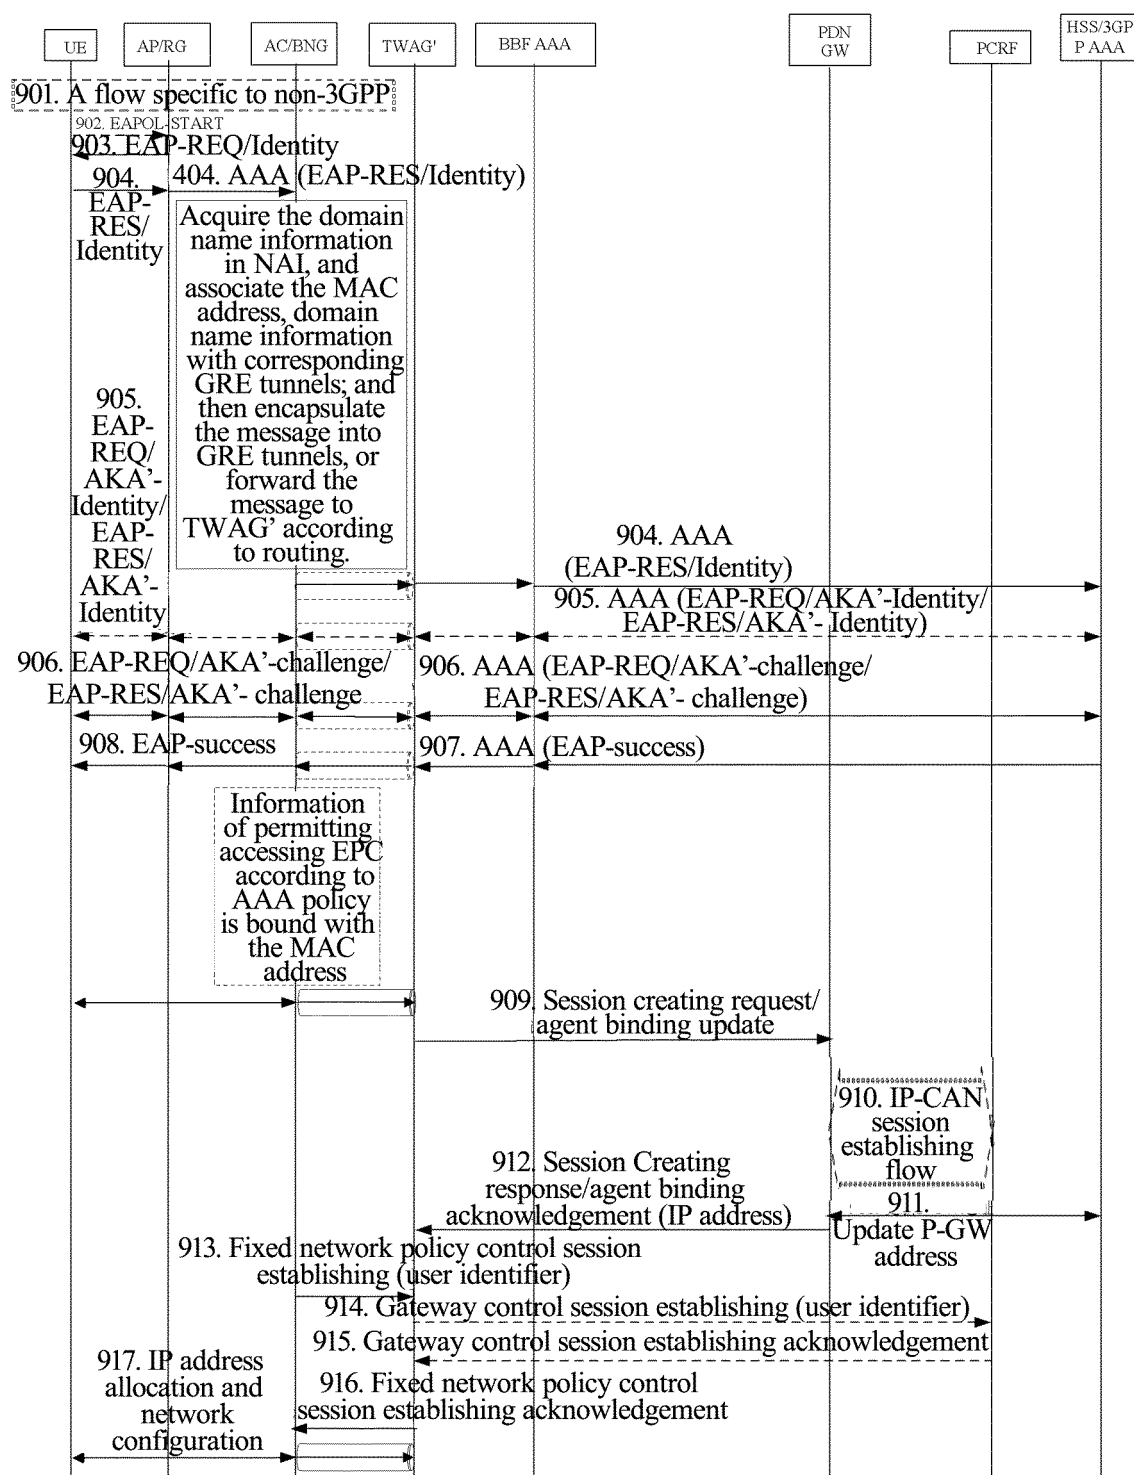 UE
AP/RG
AC/BNG
TWAG'
BBF AAA
PDN
GW
PCRF
HSS/3GP
P AAA
901. A flow specific to non-3GPP
902. EAPOL-START
903. EAP-REQ/Identity
904.
EAP-
RES/
Identity
404. AAA (EAP-RES/Identity)
Acquire the domain
name information
in NAI, and
associate the MAC
address, domain
name information
with corresponding
GRE tunnels; and
then encapsulate
the message into
GRE tunnels, or
forward the
message to
TWAG' according
to routing.
905.
EAP-
REQ/
AKA'-
Identity/
EAP-
RES/
AKA'-
Identity
904. AAA
(EAP-RES/Identity)
905. AAA (EAP-REQ/AKA'-Identity/
EAP-RES/AKA'- Identity)
906. EAP-REQ/AKA'-challenge/
EAP-RES/AKA'- challenge
906. AAA (EAP-REQ/AKA'-challenge/
EAP-RES/AKA'- challenge)
908. EAP-success
907. AAA (EAP-success)
Information
of permitting
accessing EPC
according to
AAA policy
is bound with
the MAC
address
909. Session creating request/
agent binding update
910. IP-CAN
session
establishing
flow
912. Session Creating
response/agent binding
acknowledgement (IP address)
911.
Update P-GW
address
913. Fixed network policy control session
establishing (user identifier)
914. Gateway control session establishing (user identifier)
915. Gateway control session establishing acknowledgement
917. IP address
allocation and
network
configuration
916. Fixed network policy control
session establishing acknowledgement